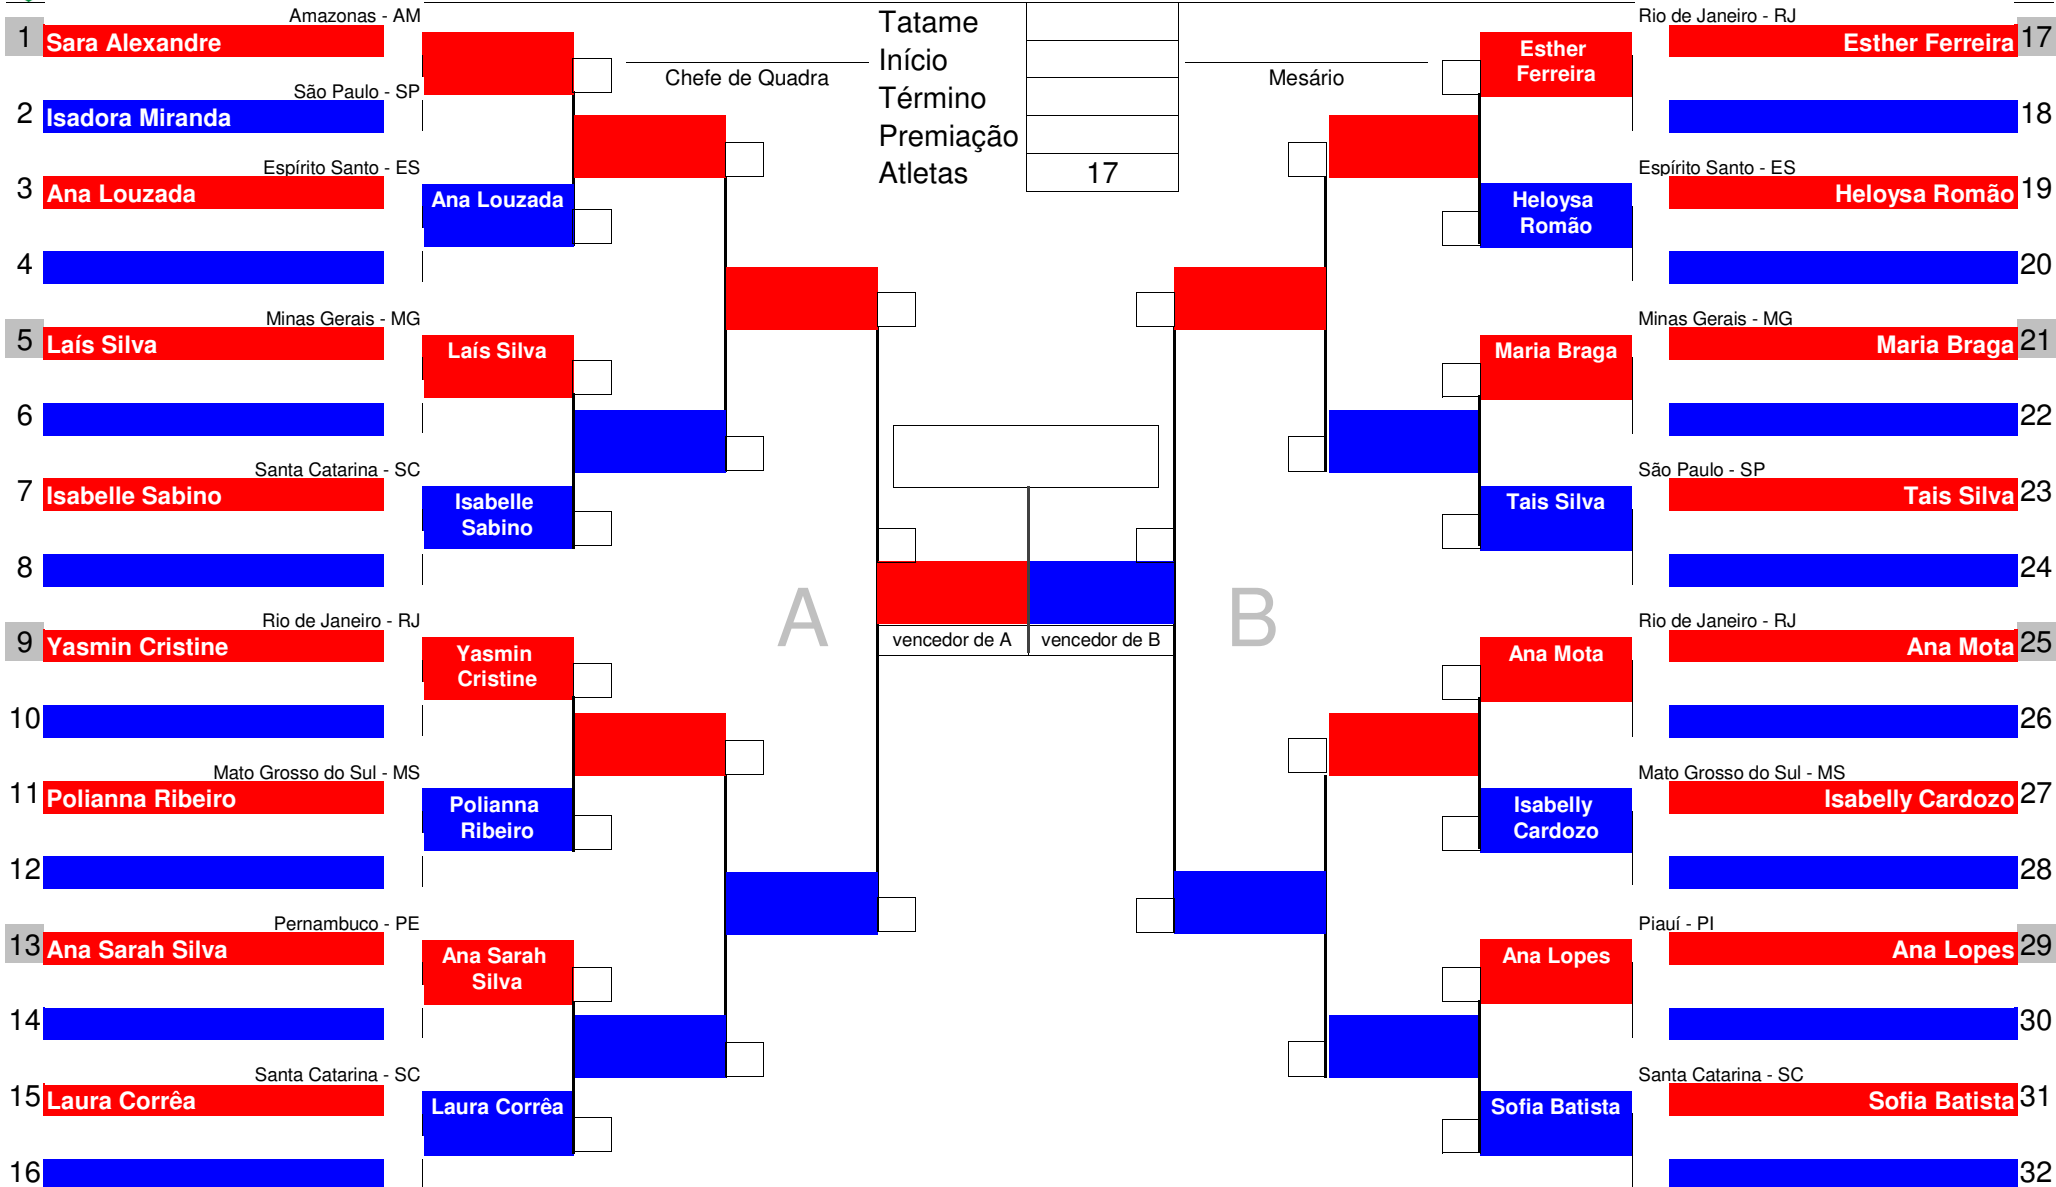 Amazonas - AM
1 Sara Alexandre
São Paulo - SP
2 Isadora Miranda
Espírito Santo - ES
3 Ana Louzada
4
Minas Gerais - MG
5 Laís Silva
6
Santa Catarina - SC
7 Isabelle Sabino
8
Rio de Janeiro - RJ
9 Yasmin Cristine
10
Mato Grosso do Sul - MS
11 Polianna Ribeiro
12
Pernambuco - PE
13 Ana Sarah Silva
14
Santa Catarina - SC
15 Laura Corrêa
16
Ana Louzada
Laís Silva
Isabelle
Sabino
Yasmin
Cristine
Polianna
Ribeiro
Ana Sarah
Silva
Laura Corrêa
Chefe de Quadra
Tatame
Início
Término
Premiação
Atletas 17
Mesário
A
B
vencedor de A
vencedor de B
Esther
Ferreira
Heloysa
Romão
Maria Braga
Tais Silva
Ana Mota
Isabelly
Cardozo
Ana Lopes
Sofia Batista
Rio de Janeiro - RJ
Esther Ferreira 17
18
Espírito Santo - ES
Heloysa Romão 19
20
Minas Gerais - MG
Maria Braga 21
22
São Paulo - SP
Tais Silva 23
24
Rio de Janeiro - RJ
Ana Mota 25
26
Mato Grosso do Sul - MS
Isabelly Cardozo 27
28
Piauí - PI
Ana Lopes 29
30
Santa Catarina - SC
Sofia Batista 31
32